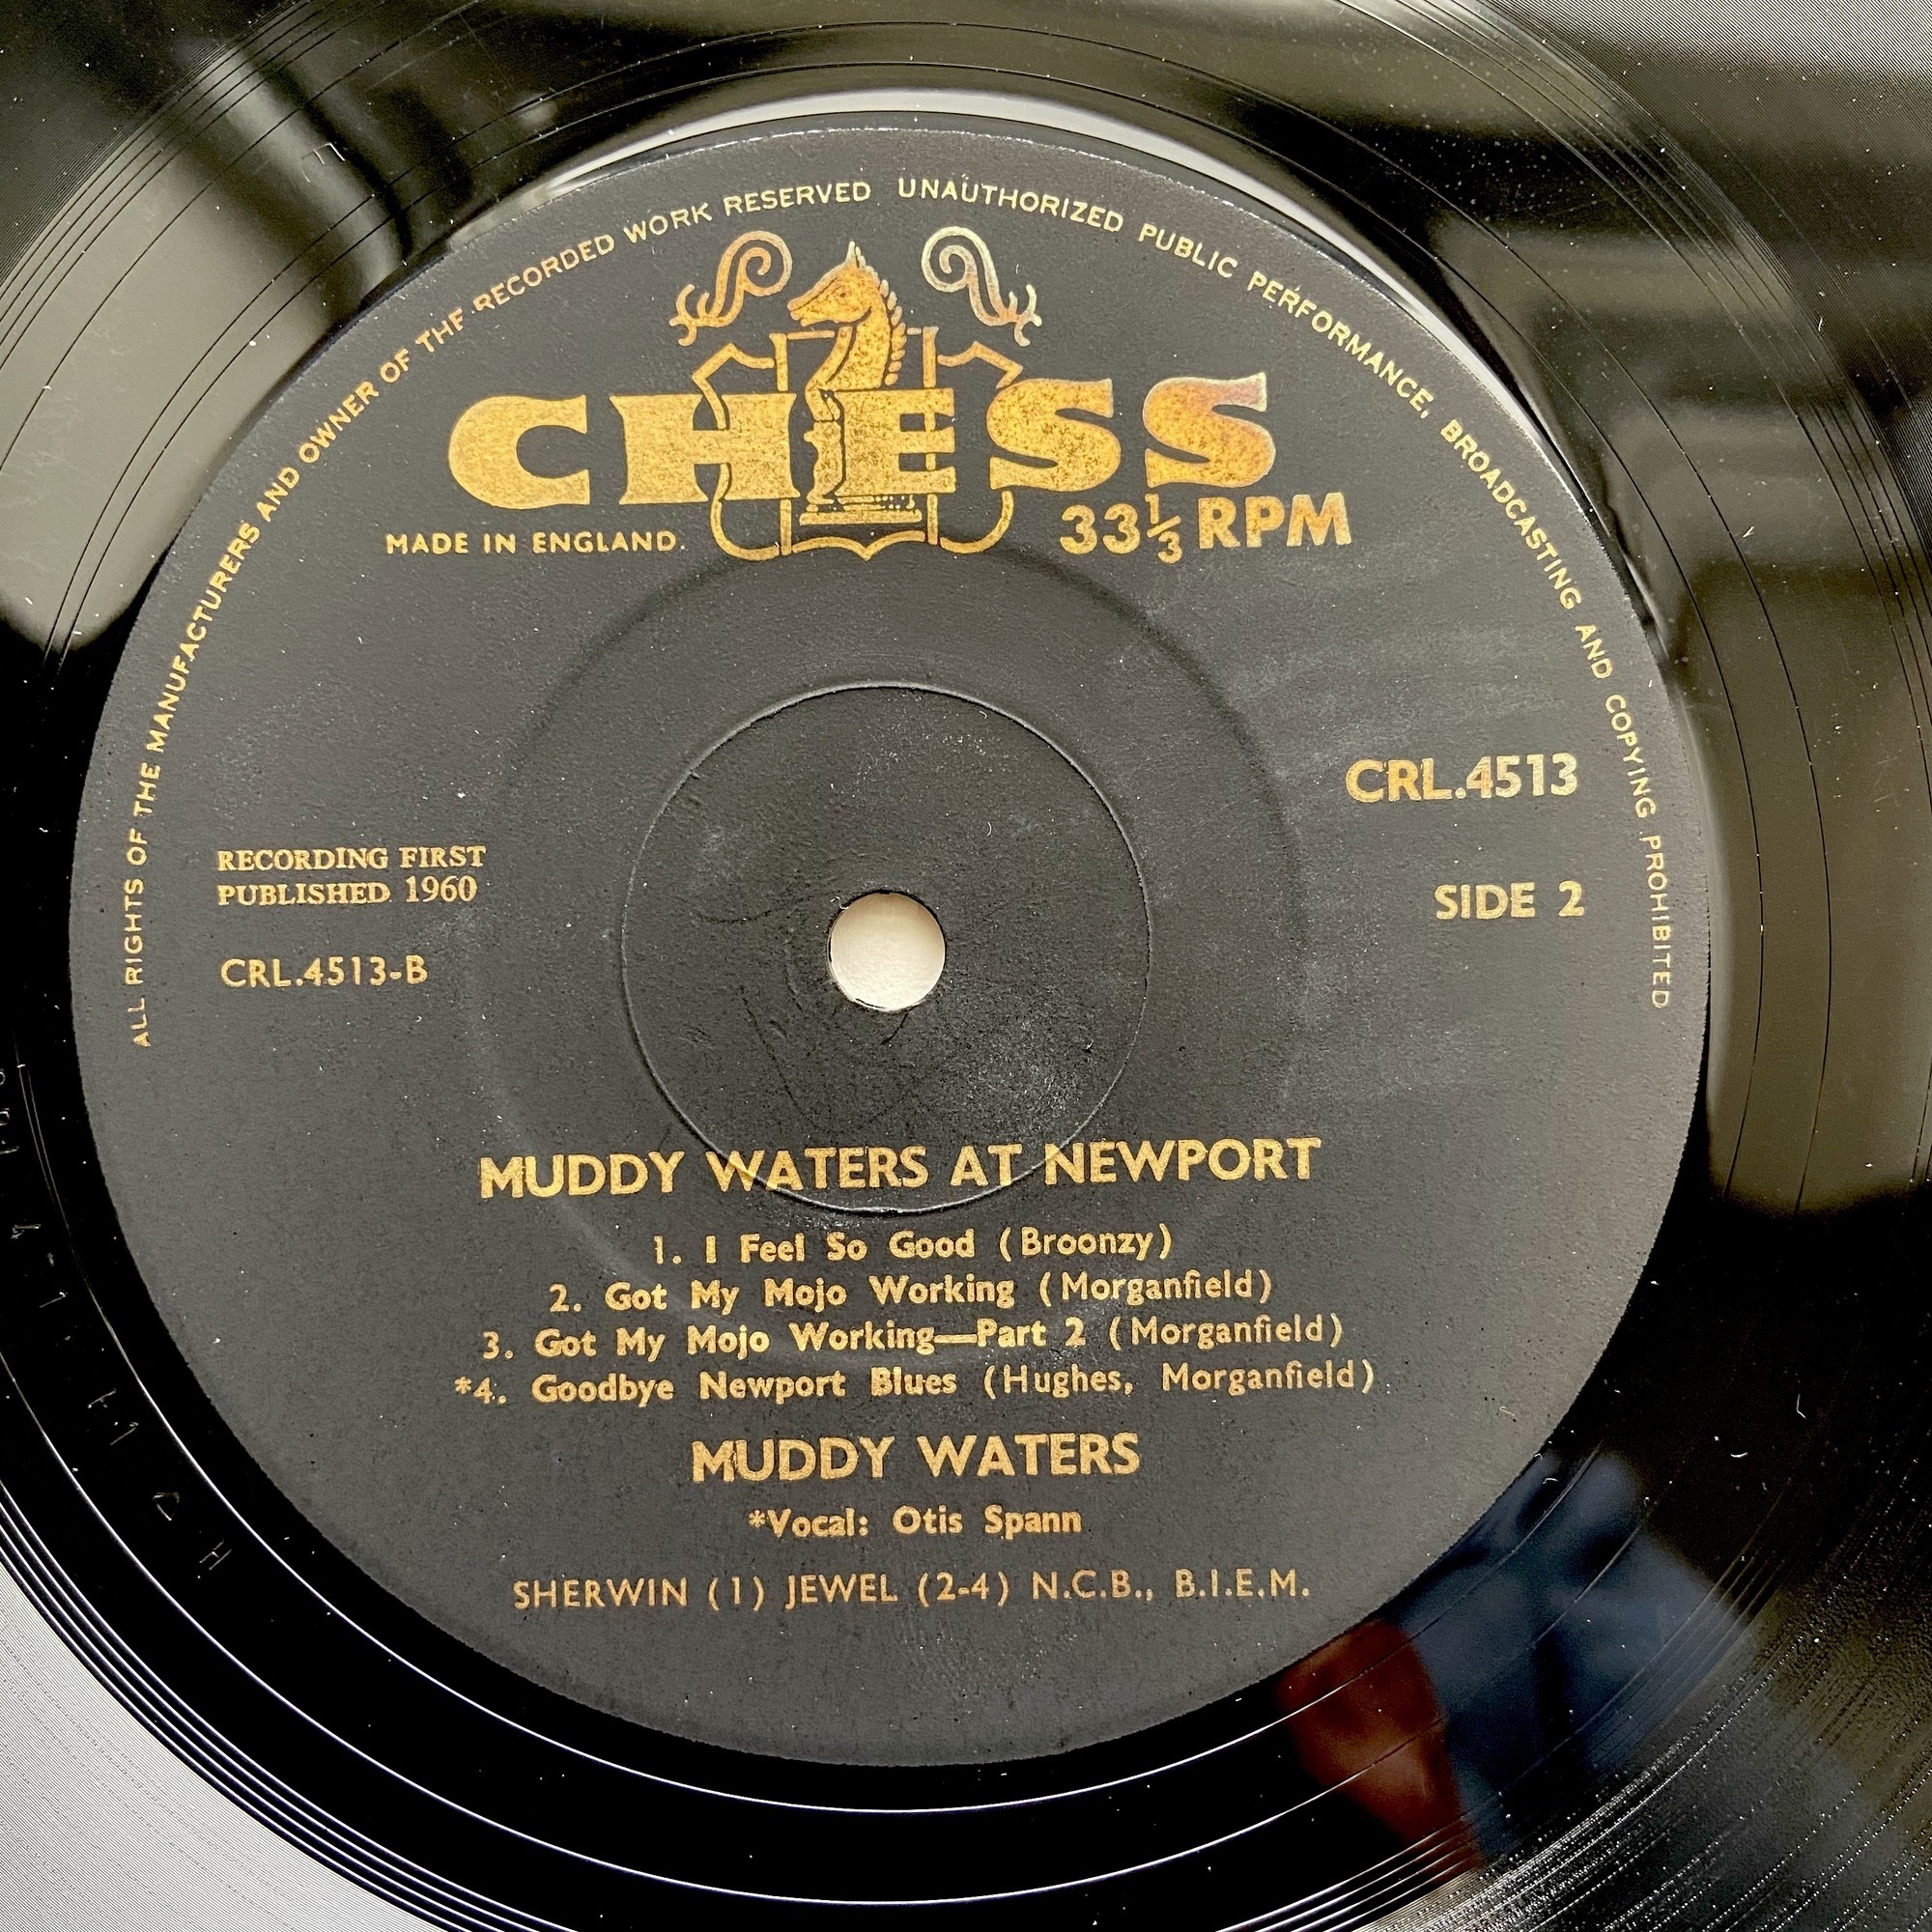 ALL RIGHTS OF THE MANUFACTURERS AND OWNER OF THE RECORDED WORK RESERVED UNAUTHORIZED PUBLIC PERFORMANCE, BROADCASTING AND COPYING PROHIBITED
CHESS
MADE IN ENGLAND.
33⅓ RPM
CRL.4513
RECORDING FIRST
PUBLISHED 1960
SIDE 2
CRL.4513-B
MUDDY WATERS AT NEWPORT
1. I Feel So Good (Broonzy)
2. Got My Mojo Working (Morganfield)
3. Got My Mojo Working—Part 2 (Morganfield)
*4. Goodbye Newport Blues (Hughes, Morganfield)
MUDDY WATERS
*Vocal: Otis Spann
SHERWIN (1) JEWEL (2-4) N.C.B., B.I.E.M.